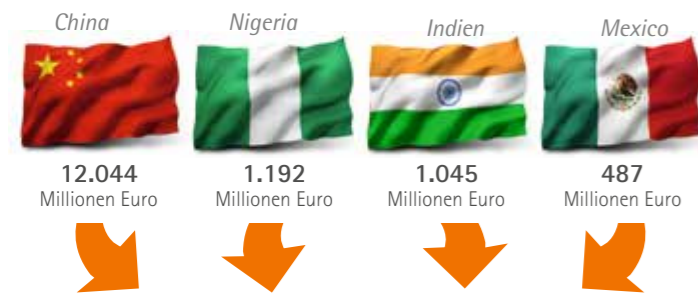 China Nigeria Indien Mexico
12.044 1.192 1.045 487
Millionen Euro Millionen Euro Millionen Euro Millionen Euro